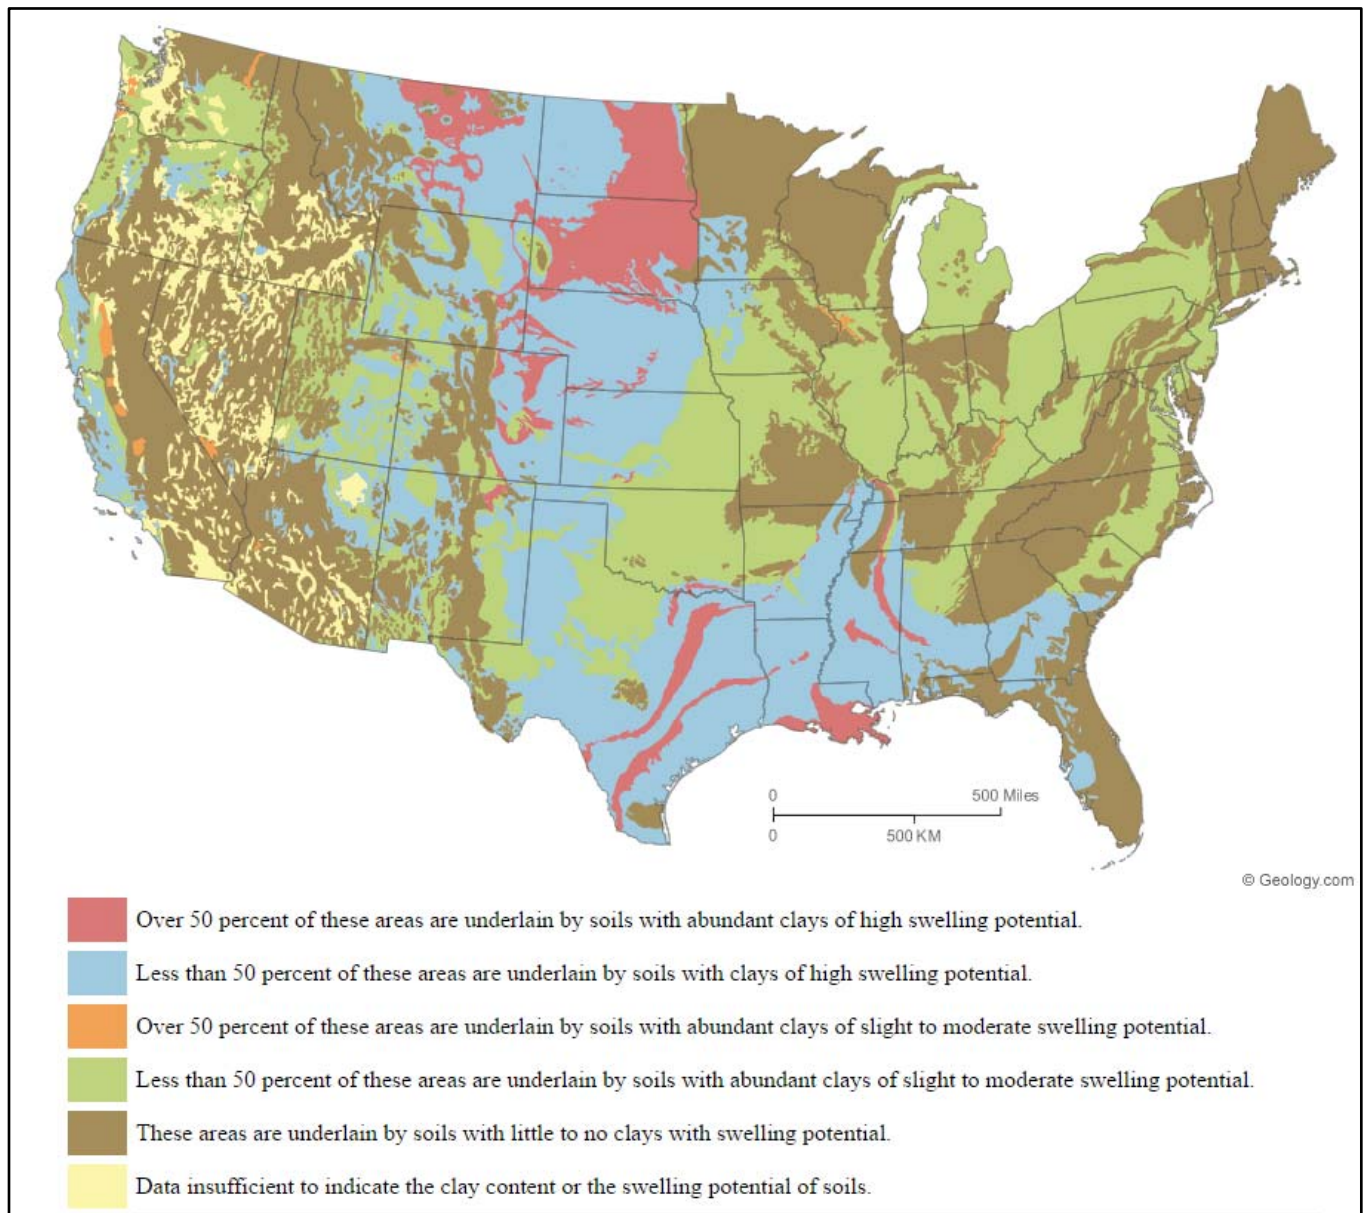 0 500 Miles
0 500 KM
© Geology.com
Over 50 percent of these areas are underlain by soils with abundant clays of high swelling potential.
Less than 50 percent of these areas are underlain by soils with clays of high swelling potential.
Over 50 percent of these areas are underlain by soils with abundant clays of slight to moderate swelling potential.
Less than 50 percent of these areas are underlain by soils with abundant clays of slight to moderate swelling potential.
These areas are underlain by soils with little to no clays with swelling potential.
Data insufficient to indicate the clay content or the swelling potential of soils.